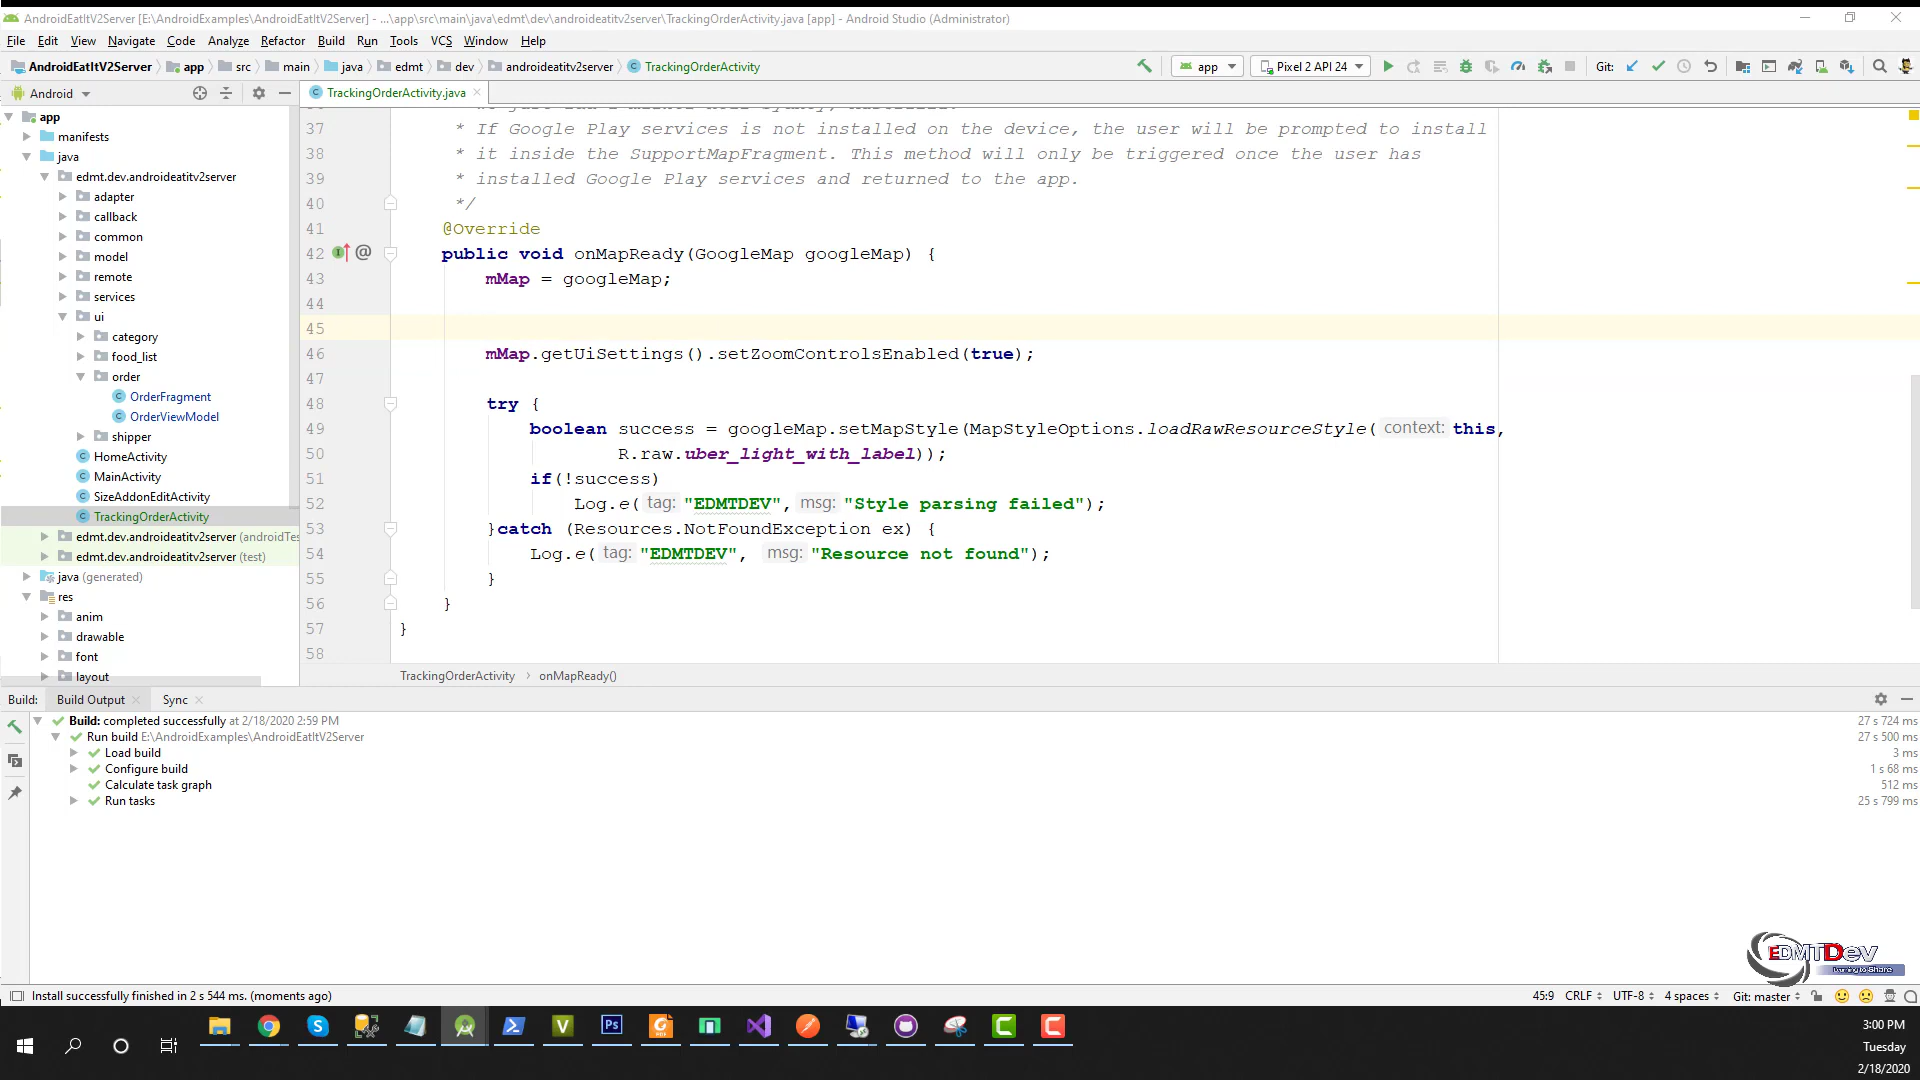 AndroidEatItV2Server [E:\AndroidExamples\AndroidEatItV2Server] - ...\app\src\main\java\edmt\dev\androideatitv2server\TrackingOrderActivity.java [app] - Android Studio (Administrator)
File Edit View Navigate Code Analyze Refactor Build Run Tools VCS Window Help
AndroidEatItV2Server app src main java edmt dev androideatitv2server TrackingOrderActivity app Pixel 2 API 24 Git:
Android TrackingOrderActivity.java
app
manifests
java
edmt.dev.androideatitv2server
adapter
callback
common
model
remote
services
ui
category
food_list
order
OrderFragment
OrderViewModel
shipper
HomeActivity
MainActivity
SizeAddonEditActivity
TrackingOrderActivity
edmt.dev.androideatitv2server (androidTes
edmt.dev.androideatitv2server (test)
java (generated)
res
anim
drawable
font
layout
37 * If Google Play services is not installed on the device, the user will be prompted to install
38 * it inside the SupportMapFragment. This method will only be triggered once the user has
39 * installed Google Play services and returned to the app.
40 */
41 @Override
42 public void onMapReady(GoogleMap googleMap) {
43 mMap = googleMap;
44
45
46 mMap.getUiSettings().setZoomControlsEnabled(true);
47
48 try {
49 boolean success = googleMap.setMapStyle(MapStyleOptions.loadRawResourceStyle( context: this,
50 R.raw.uber_light_with_label));
51 if(!success)
52 Log.e( tag: "EDMTDEV", msg: "Style parsing failed");
53 }catch (Resources.NotFoundException ex) {
54 Log.e( tag: "EDMTDEV", msg: "Resource not found");
55 }
56 }
57 }
58
TrackingOrderActivity › onMapReady()
Build: Build Output Sync
Build: completed successfully at 2/18/2020 2:59 PM 27 s 724 ms
Run build E:\AndroidExamples\AndroidEatItV2Server 27 s 500 ms
Load build 3 ms
Configure build 1 s 68 ms
Calculate task graph 512 ms
Run tasks 25 s 799 ms
EDMTDev
Learning to Share
Install successfully finished in 2 s 544 ms. (moments ago) 45:9 CRLF UTF-8 4 spaces Git: master
3:00 PM
Tuesday
2/18/2020